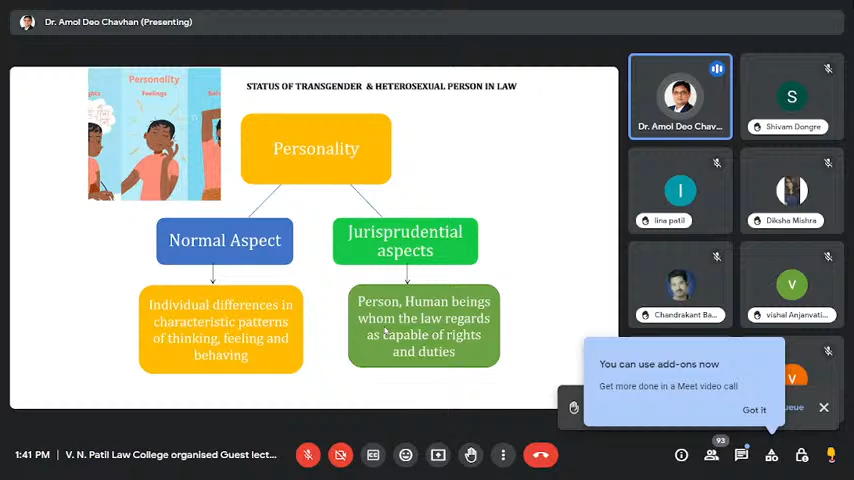 Dr. Amol Deo Chavhan (Presenting)
Personality
Feelings
STATUS OF TRANSGENDER & HETEROSEXUAL PERSON IN LAW
Personality
Normal Aspect
Jurisprudential
aspects
Individual differences in
characteristic patterns
of thinking, feeling and
behaving
Person, Human beings
whom the law regards
as capable of rights
and duties
Dr. Amol Deo Chav...
S
Shivam Dongre
l
lina patil
Diksha Mishra
Chandrakant Ba...
V
vishal Anjanvati...
You can use add-ons now
Get more done in a Meet video call
Got it
1:41 PM | V. N. Patil Law College organised Guest lect...
93